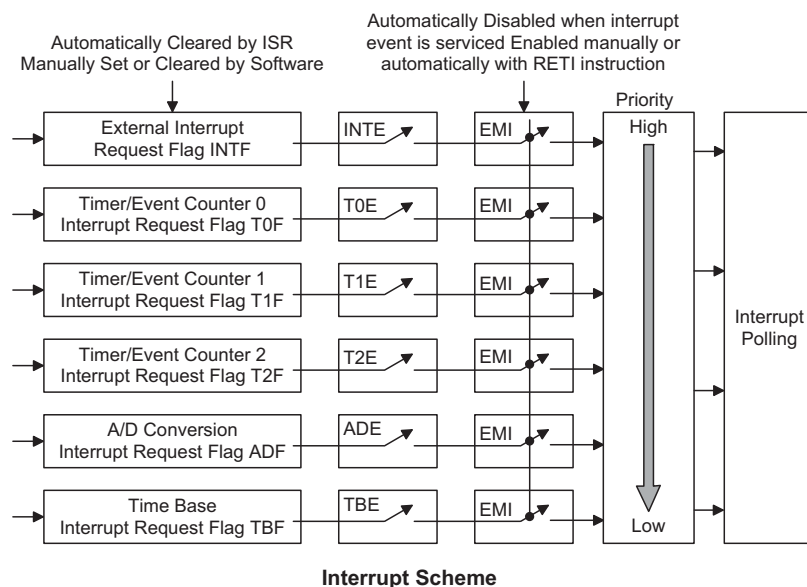 Automatically Cleared by ISR
Manually Set or Cleared by Software
Automatically Disabled when interrupt
event is serviced Enabled manually or
automatically with RETI instruction
Priority
High
External Interrupt
Request Flag INTF
INTE
EMI
Timer/Event Counter 0
Interrupt Request Flag T0F
T0E
EMI
Timer/Event Counter 1
Interrupt Request Flag T1F
T1E
EMI
Timer/Event Counter 2
Interrupt Request Flag T2F
T2E
EMI
A/D Conversion
Interrupt Request Flag ADF
ADE
EMI
Time Base
Interrupt Request Flag TBF
TBE
EMI
Low
Interrupt
Polling
Interrupt Scheme